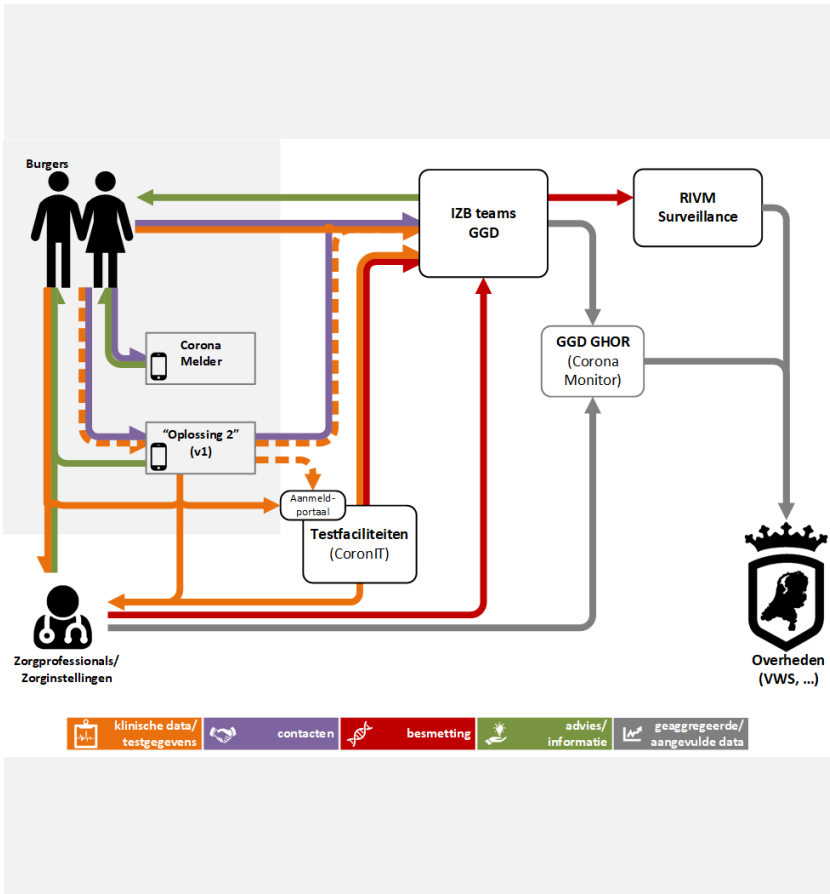 Burgers
IZB teams
GGD
RIVM
Surveillance
Corona
Melder
GGD GHOR
(Corona
Monitor)
“Oplossing 2”
(v1)
Aanmeld-
portaal
Testfaciliteiten
(CoronIT)
Zorgprofessionals/
Zorginstellingen
Overheden
(VWS, ...)
klinische data/
testgegevens
contacten
besmetting
advies/
informatie
geaggregeerde/
aangevulde data